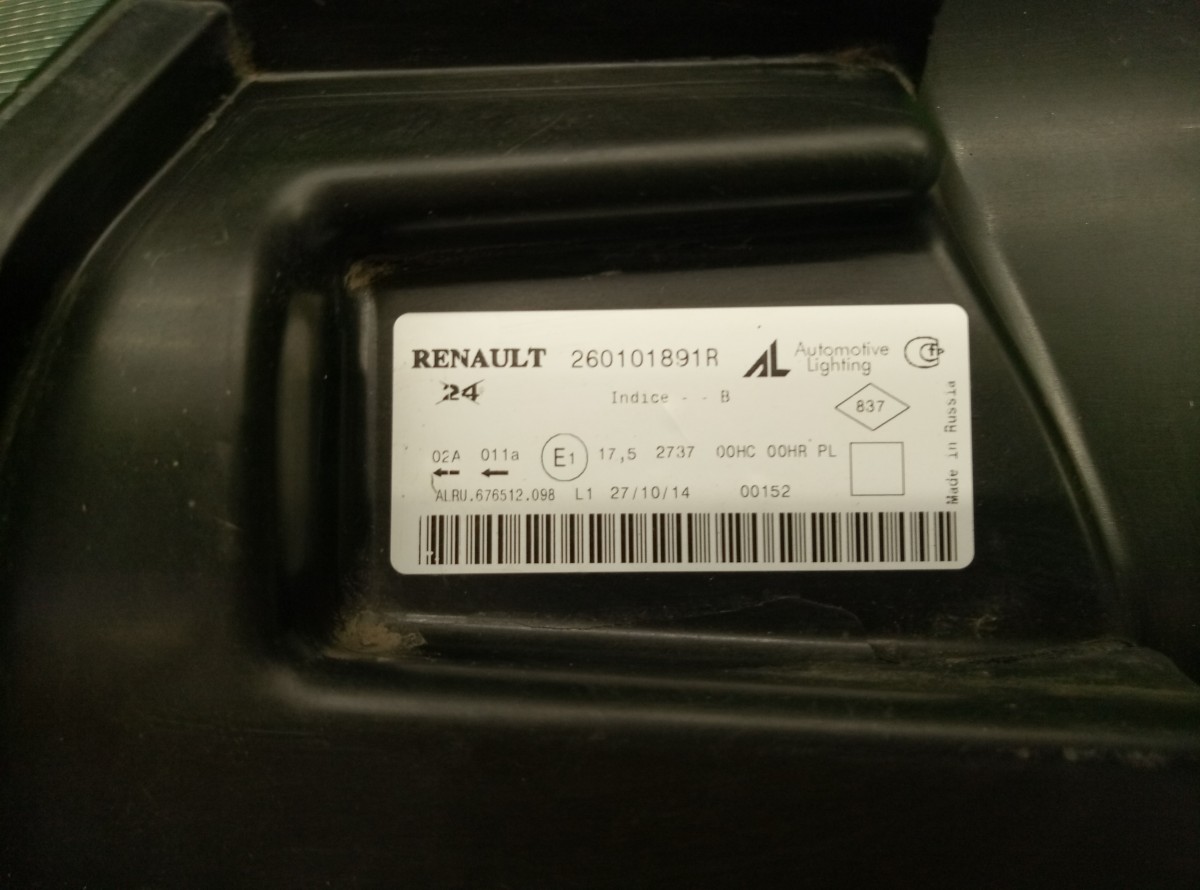 RENAULT 260101891R AL Automotive Lighting
24
Indice - - B
837
02A 011a E1 17,5 2737 00HC 00HR PL
ALRU.676512.098 L1 27/10/14 00152
Made in Russia